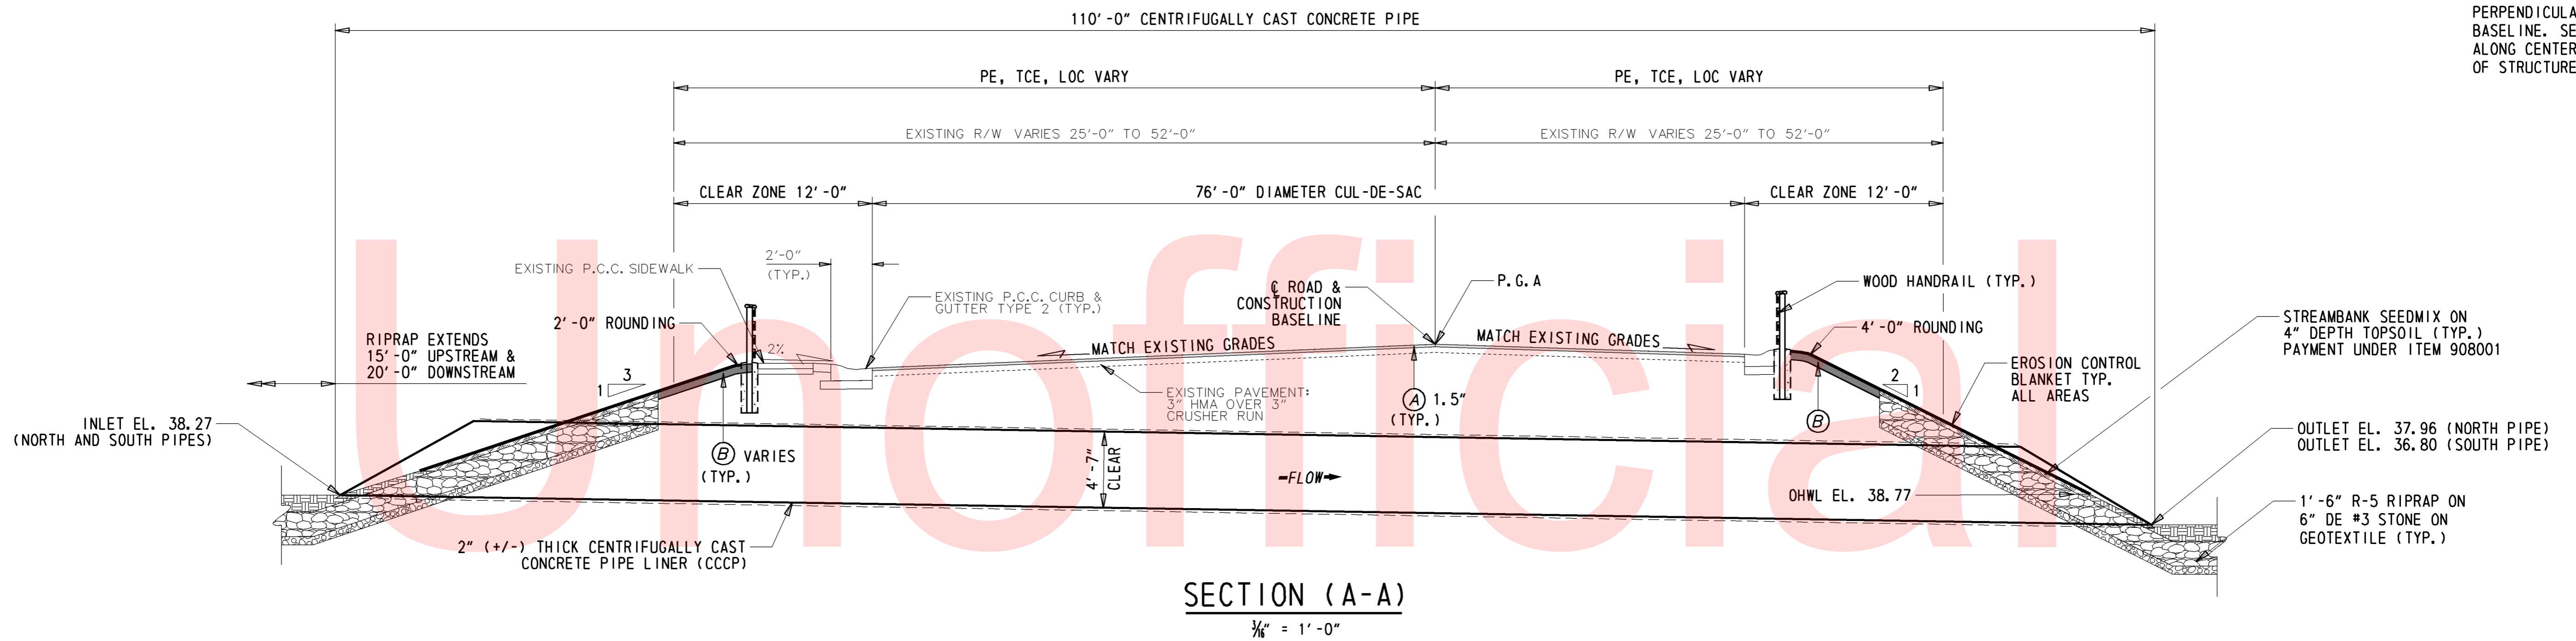 110'-0" CENTRIFUGALLY CAST CONCRETE PIPE
PERPENDICULA
BASELINE. SE
ALONG CENTER
OF STRUCTURE
PE, TCE, LOC VARY
PE, TCE, LOC VARY
EXISTING R/W VARIES 25'-0" TO 52'-0"
EXISTING R/W VARIES 25'-0" TO 52'-0"
CLEAR ZONE 12'-0"
76'-0" DIAMETER CUL-DE-SAC
CLEAR ZONE 12'-0"
2'-0"
(TYP.)
EXISTING P.C.C. SIDEWALK
EXISTING P.C.C. CURB &
GUTTER TYPE 2 (TYP.)
℄ ROAD &
CONSTRUCTION
BASELINE
P.G.A
WOOD HANDRAIL (TYP.)
2'-0" ROUNDING
4'-0" ROUNDING
STREAMBANK SEEDMIX ON
4" DEPTH TOPSOIL (TYP.)
PAYMENT UNDER ITEM 908001
RIPRAP EXTENDS
15'-0" UPSTREAM &
20'-0" DOWNSTREAM
2%
MATCH EXISTING GRADES
MATCH EXISTING GRADES
EROSION CONTROL
BLANKET TYP.
ALL AREAS
1 3
2 1
EXISTING PAVEMENT:
3" HMA OVER 3"
CRUSHER RUN
A 1.5"
(TYP.)
B
INLET EL. 38.27
(NORTH AND SOUTH PIPES)
OUTLET EL. 37.96 (NORTH PIPE)
OUTLET EL. 36.80 (SOUTH PIPE)
B VARIES
(TYP.)
4'-7"
CLEAR
FLOW
OHWL EL. 38.77
1'-6" R-5 RIPRAP ON
6" DE #3 STONE ON
GEOTEXTILE (TYP.)
2" (+/-) THICK CENTRIFUGALLY CAST
CONCRETE PIPE LINER (CCCP)
Unofficial
SECTION (A-A)
3/16" = 1'-0"